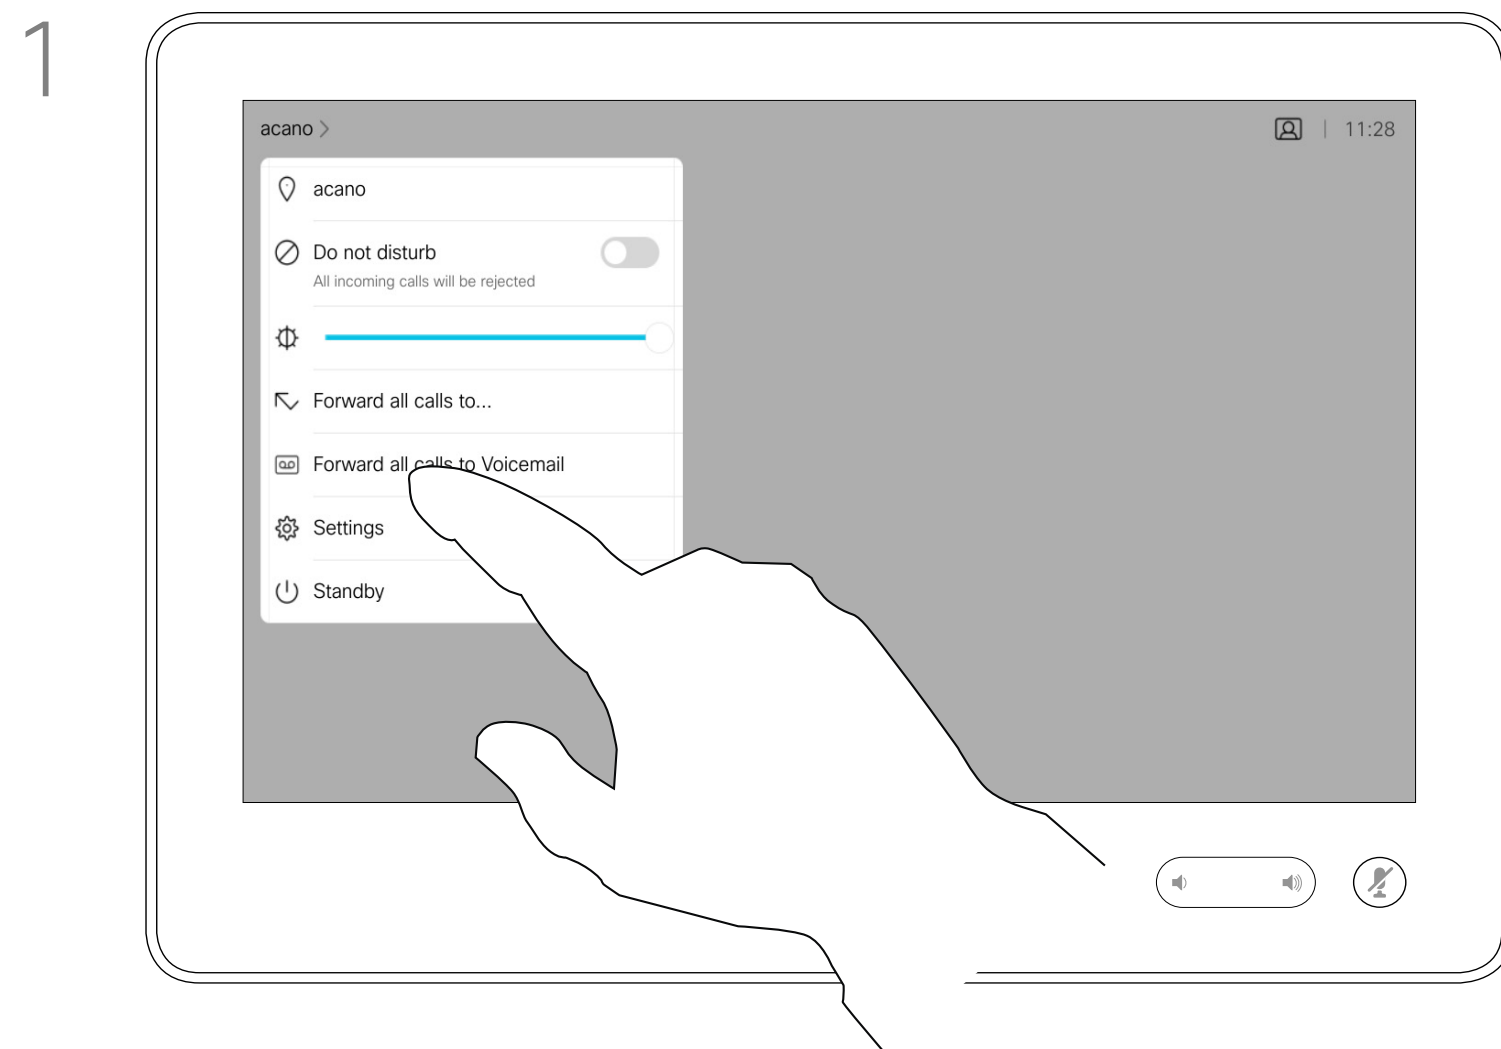 1
acano
11:28
acano
Do not disturb
All incoming calls will be rejected
Forward all calls to...
Forward all calls to Voicemail
Settings
Standby